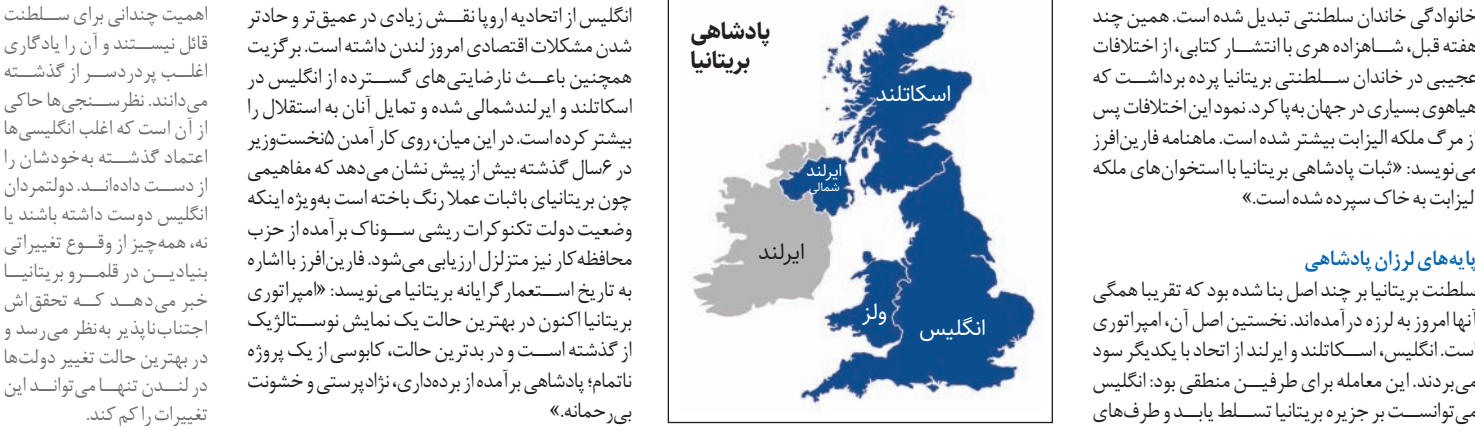 خانوادگی خاندان سلطنتی تبدیل شده است. همین چند
هفته قبل، شاهزاده هری با انتشار کتابی، از اختلافات
عجیبی در خاندان سلطنتی بریتانیا پرده برداشت که
هیاهوی بسیاری در جهان به‌پا کرد. نمود این اختلافات پس
از مرگ ملکه الیزابت بیشتر شده است. ماهنامه فارین‌افرز
می‌نویسد: «ثبات پادشاهی بریتانیا با استخوان‌های ملکه
الیزابت به خاک سپرده شده است.»
پایه‌های لرزان پادشاهی
سلطنت بریتانیا بر چند اصل بنا شده بود که تقریبا همگی
آنها امروز به لرزه درآمده‌اند. نخستین اصل آن، امپراتوری
است. انگلیس، اسکاتلند و ایرلند از اتحاد با یکدیگر سود
می‌بردند. این معامله برای طرفین منطقی بود: انگلیس
می‌توانست بر جزیره بریتانیا تسلط یابد و طرف‌های
پادشاهی
بریتانیا
اسکاتلند
ایرلند
شمالی
ایرلند
ولز
انگلیس
انگلیس از اتحادیه اروپا نقش زیادی در عمیق‌تر و حادتر
شدن مشکلات اقتصادی امروز لندن داشته است. برگزیت
همچنین باعث نارضایتی‌های گسترده از انگلیس در
اسکاتلند و ایرلندشمالی شده و تمایل آنان به استقلال را
بیشتر کرده‌است. در این میان، روی کار آمدن ۵نخست‌وزیر
در ۶سال گذشته بیش از پیش نشان می‌دهد که مفاهیمی
چون بریتانیای باثبات عملا رنگ باخته است به‌ویژه اینکه
وضعیت دولت تکنوکرات ریشی سوناک برآمده از حزب
محافظه‌کار نیز متزلزل ارزیابی می‌شود. فارین‌افرز با اشاره
به تاریخ استعمارگرایانه بریتانیا می‌نویسد: «امپراتوری
بریتانیا اکنون در بهترین حالت یک نمایش نوستالژیک
از گذشته است و در بدترین حالت، کابوسی از یک پروژه
ناتمام؛ پادشاهی برآمده از برده‌داری، نژادپرستی و خشونت
بی‌رحمانه.»
اهمیت چندانی برای سلطنت
قائل نیستند و آن را یادگاری
اغلب پردردسر از گذشته
می‌دانند. نظرسنجی‌ها حاکی
از آن است که اغلب انگلیسی‌ها
اعتماد گذشته به‌خودشان را
از دست داده‌اند. دولتمردان
انگلیس دوست داشته باشند یا
نه، همه‌چیز از وقوع تغییراتی
بنیادین در قلمرو بریتانیا
خبر می‌دهد که تحقق‌اش
اجتناب‌ناپذیر به‌نظر می‌رسد و
در بهترین حالت تغییر دولت‌ها
در لندن تنها می‌تواند این
تغییرات را کم کند.